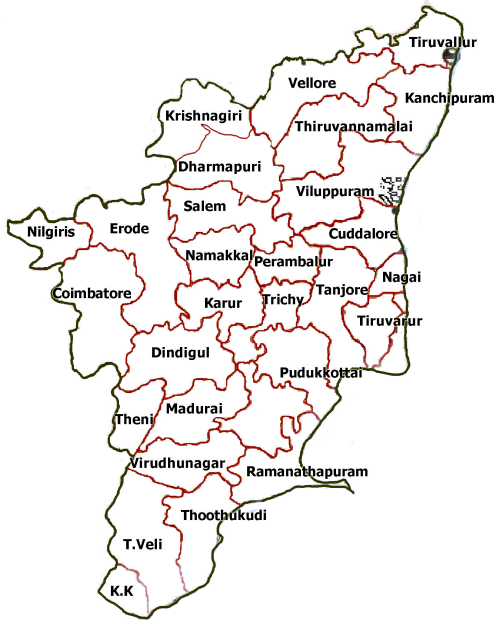 Tiruvallur
Vellore
Kanchipuram
Krishnagiri
Thiruvannamalai
Dharmapuri
Viluppuram
Salem
Nilgiris
Erode
Cuddalore
Namakkal
Perambalur
Nagai
Coimbatore
Karur
Trichy
Tanjore
Tiruvarur
Dindigul
Pudukkottai
Theni
Madurai
Virudhunagar
Ramanathapuram
Thoothukudi
T.Veli
K.K